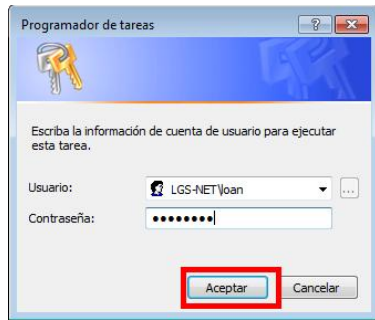 Programador de tareas
Escriba la información de cuenta de usuario para ejecutar
esta tarea.
Usuario: LGS-NET\loan
Contraseña: ●●●●●●●●
Aceptar Cancelar